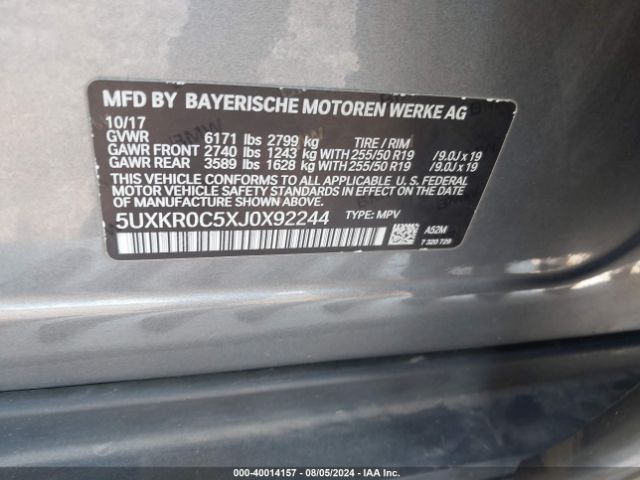 MFD BY BAYERISCHE MOTOREN WERKE AG
10/17
GVWR 6171 lbs 2799 kg TIRE / RIM
GAWR FRONT 2740 lbs 1243 kg WITH 255/50 R19 /9.0J x 19
GAWR REAR 3589 lbs 1628 kg WITH 255/50 R19 /9.0J x 19
THIS VEHICLE CONFORMS TO ALL APPLICABLE U. S. FEDERAL
MOTOR VEHICLE SAFETY STANDARDS IN EFFECT ON THE DATE
OF MANUFACTURE SHOWN ABOVE.
5UXKR0C5XJ0X92244 TYPE: MPV
A52M
7 320 729
000-40014157 - 08/05/2024 - IAA Inc.